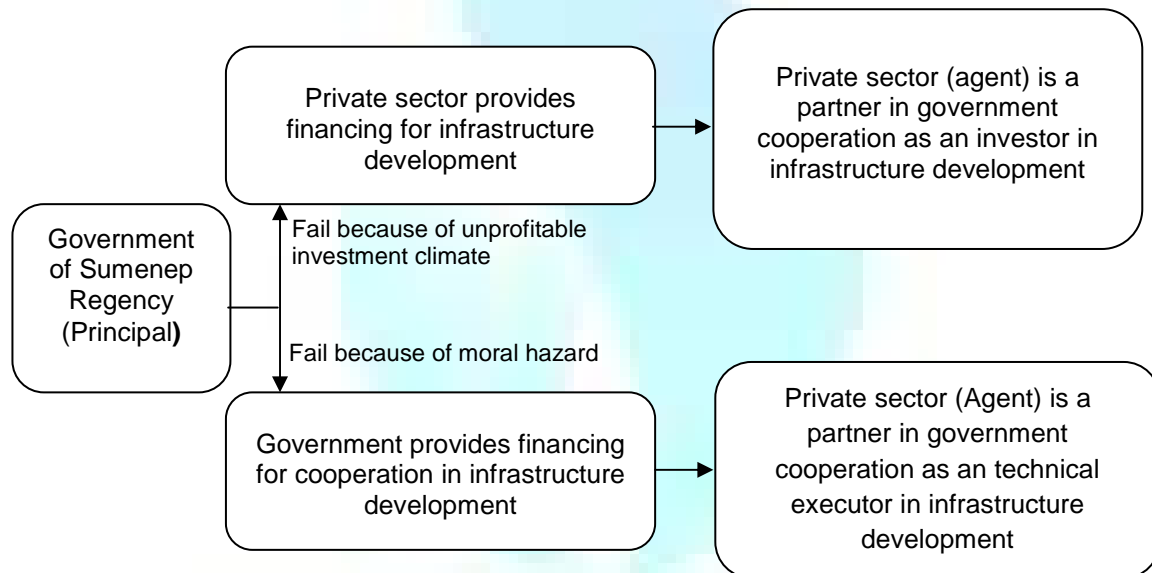 Private sector provides
financing for infrastructure
development
Private sector (agent) is a
partner in government
cooperation as an investor in
infrastructure development
Government
of Sumenep
Regency
(Principal)
Fail because of unprofitable
investment climate
Fail because of moral hazard
Government provides financing
for cooperation in infrastructure
development
Private sector (Agent) is a
partner in government
cooperation as an technical
executor in infrastructure
development